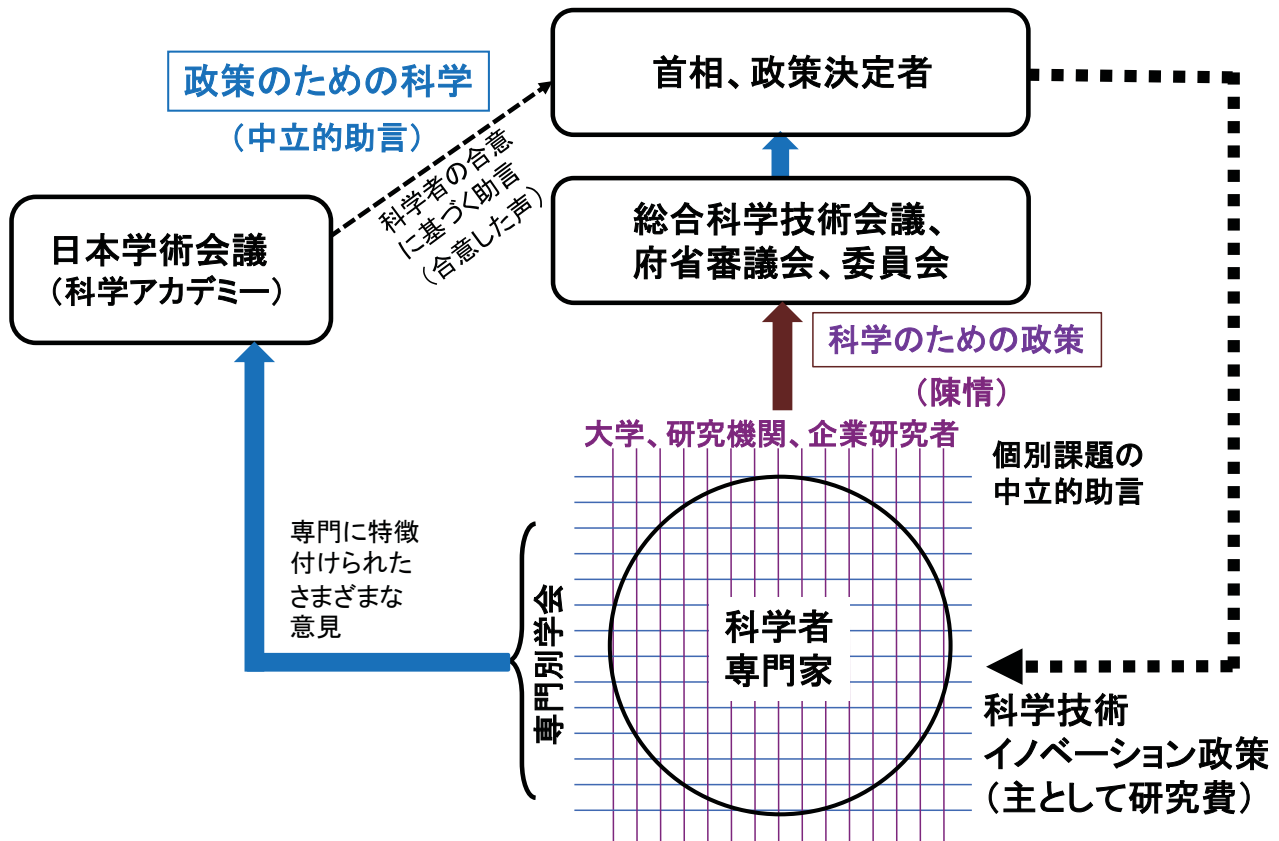 政策のための科学
（中立的助言）
首相、政策決定者
科学者の合意
に基づく助言
（合意した声）
日本学術会議
（科学アカデミー）
総合科学技術会議、
府省審議会、委員会
科学のための政策
（陳情）
大学、研究機関、企業研究者
個別課題の
中立的助言
専門に特徴
付けられた
さまざまな
意見
専門別学会
科学者
専門家
科学技術
イノベーション政策
（主として研究費）